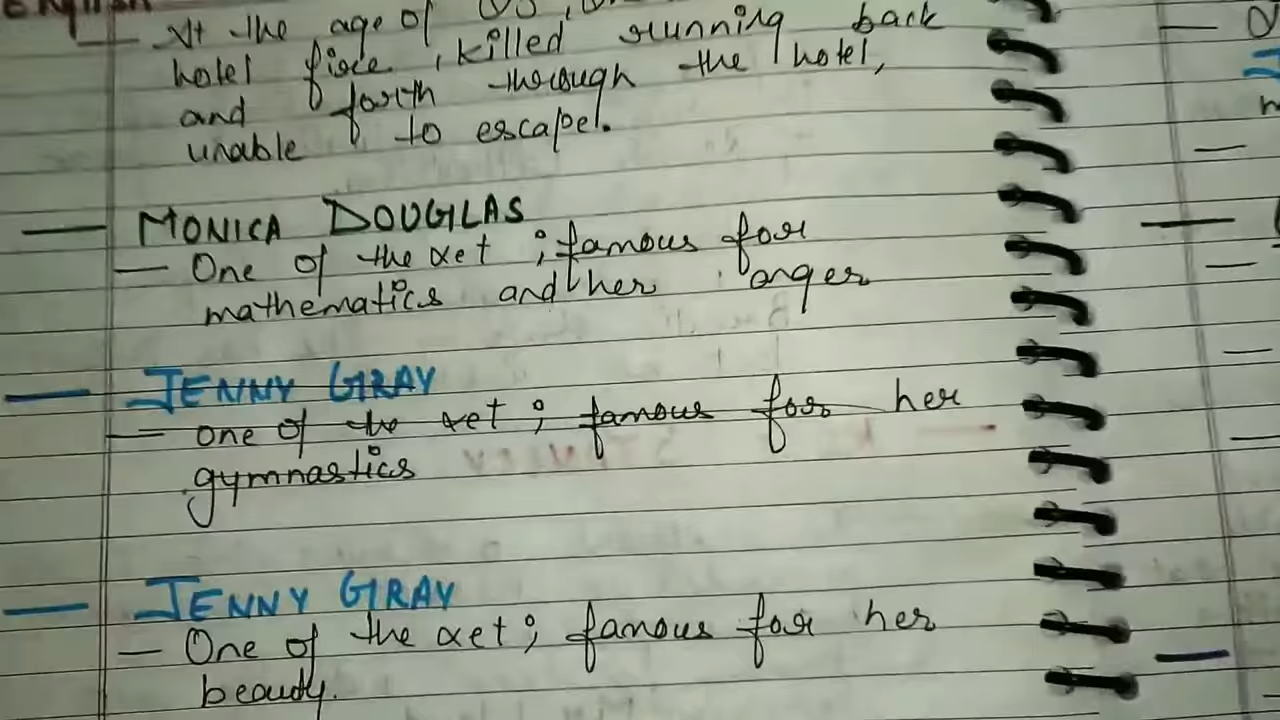 English
— At the age of
hotel fire, killed running back
and forth through the hotel,
unable to escape.
— MONICA DOUGLAS
— One of the set ; famous for
mathematics and her anger
— JENNY GRAY
— one of the set ; famous for her
gymnastics
— JENNY GRAY
— One of the set ; famous for her
beauty.